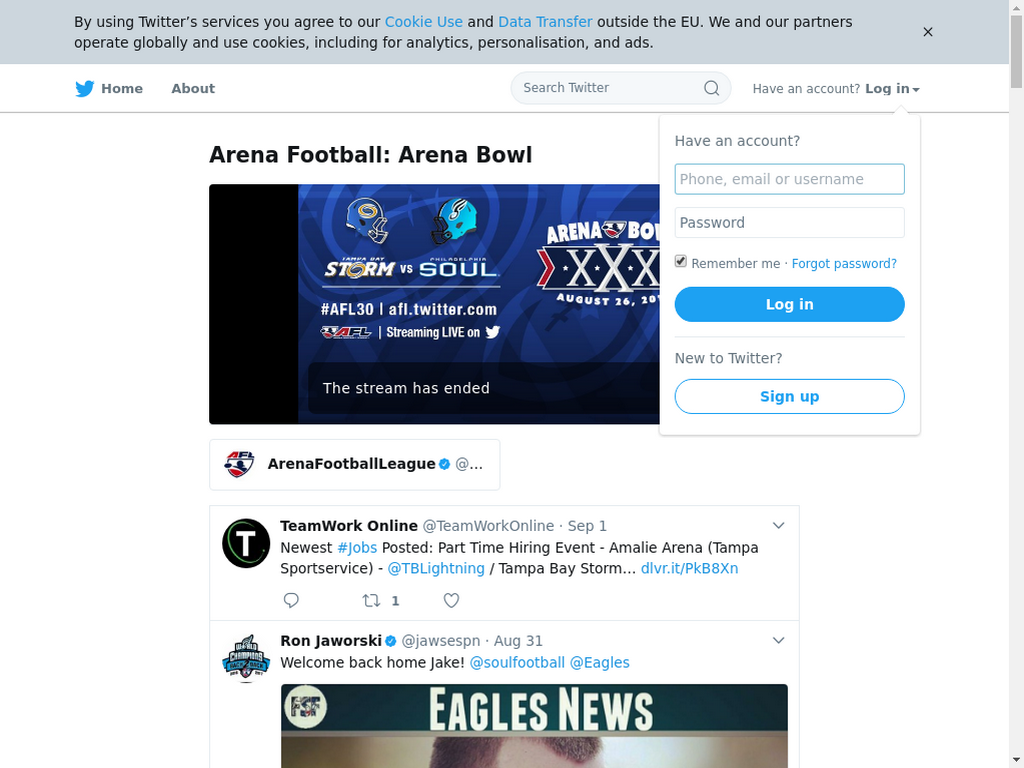 By using Twitter’s services you agree to our Cookie Use and Data Transfer outside the EU. We and our partners
operate globally and use cookies, including for analytics, personalisation, and ads.
Home
About
Search Twitter
Have an account? Log in
Arena Football: Arena Bowl
TAMPA BAY
STORM VS
PHILADELPHIA
SOUL
#AFL30 | afl.twitter.com
AFL | Streaming LIVE on
ARENA
XXX
AUGUST 26,
The stream has ended
Have an account?
Phone, email or username
Password
Remember me · Forgot password?
Log in
New to Twitter?
Sign up
AFL
ArenaFootballLeague @...
T
TeamWork Online @TeamWorkOnline · Sep 1
Newest #Jobs Posted: Part Time Hiring Event - Amalie Arena (Tampa
Sportservice) - @TBLightning / Tampa Bay Storm… dlvr.it/PkB8Xn
1
WORLD
CHAMPIONS
BACK BACK
Ron Jaworski @jawsespn · Aug 31
Welcome back home Jake! @soulfootball @Eagles
EAGLES NEWS